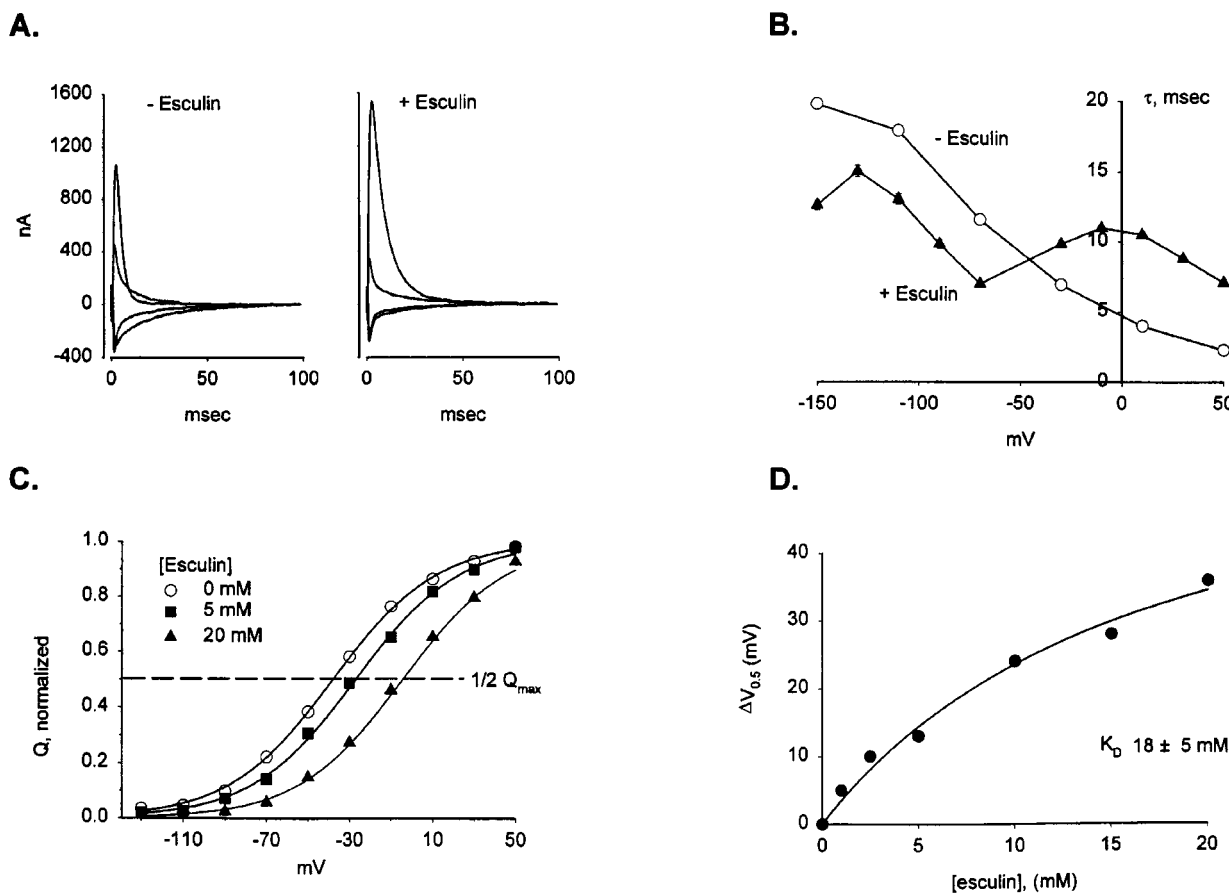 A.
- Esculin
+ Esculin
1600
1200
800
400
0
-400
nA
0
50
100
msec
0
50
100
msec
B.
20
15
10
5
0
τ, msec
- Esculin
+ Esculin
-150
-100
-50
0
50
mV
C.
1.0
0.8
0.6
0.4
0.2
0.0
Q, normalized
[Esculin]
0 mM
5 mM
20 mM
1/2 Qmax
-110
-70
-30
10
50
mV
D.
40
30
20
10
0
ΔV0.5 (mV)
KD 18 ± 5 mM
0
5
10
15
20
[esculin], (mM)